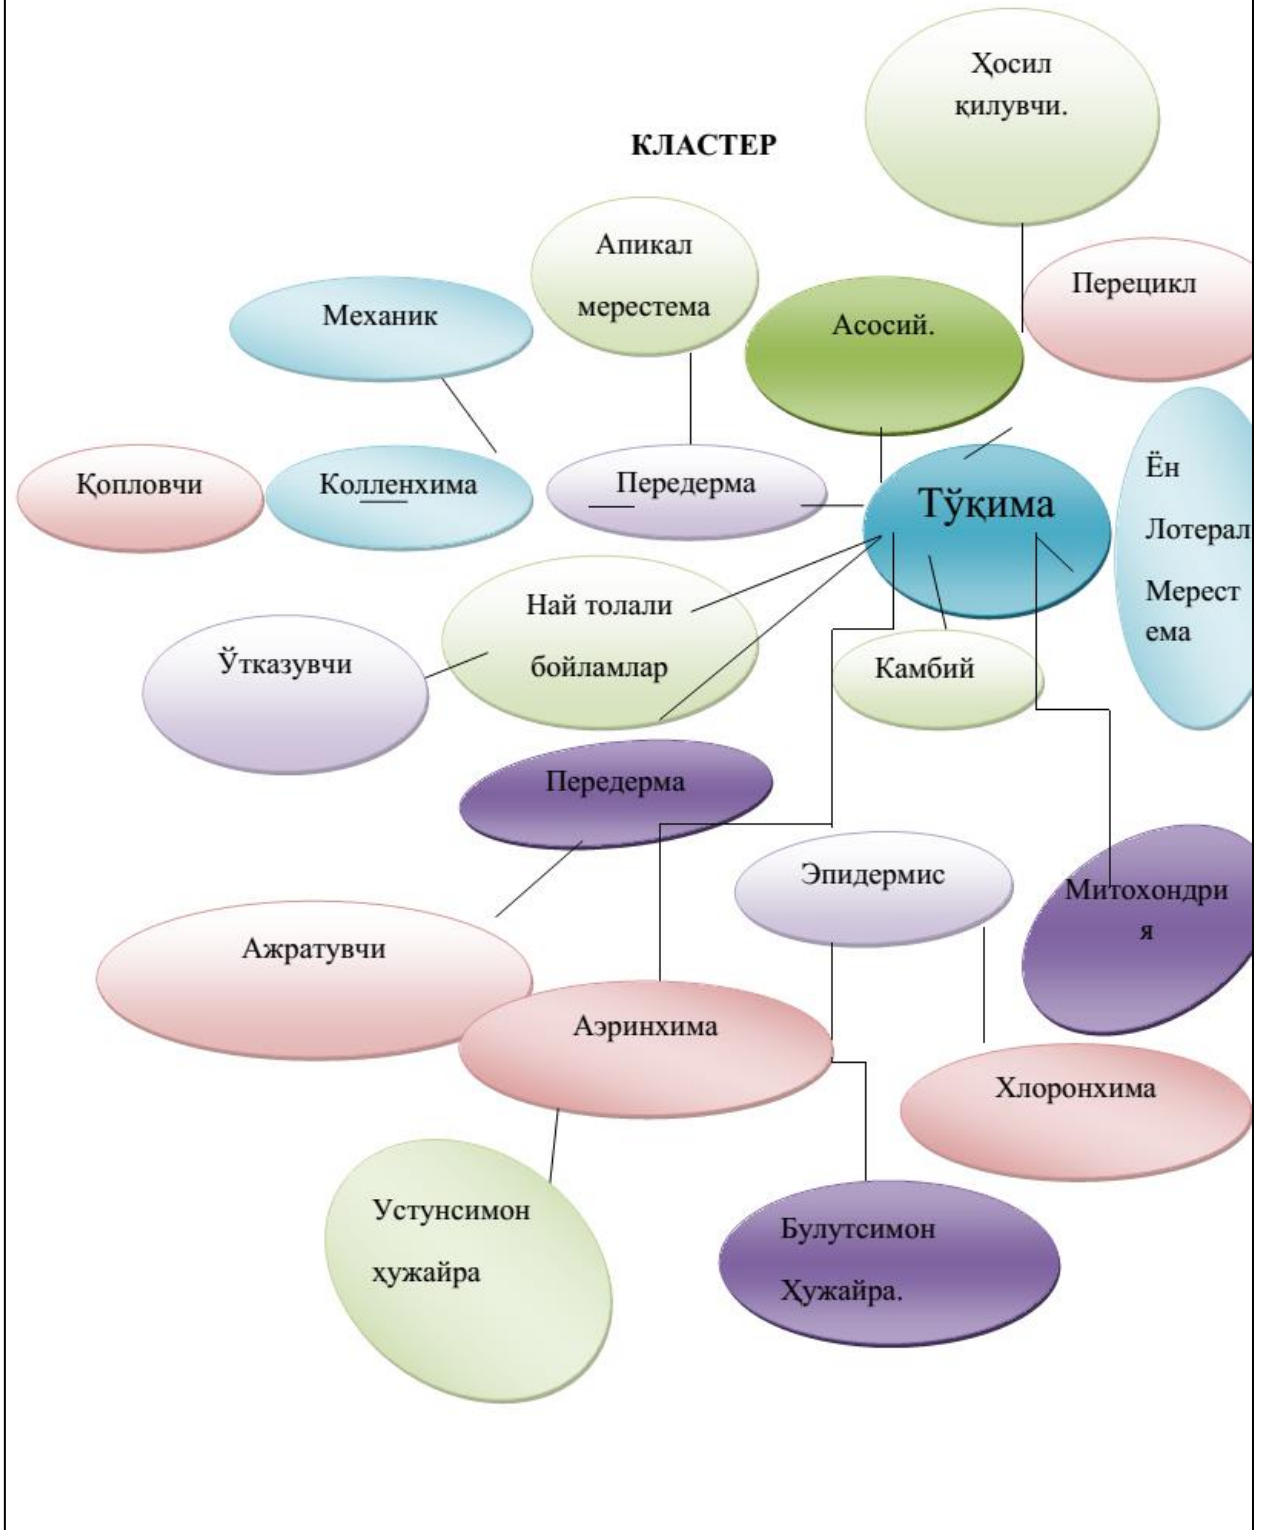 Ҳосил
қилувчи.
КЛАСТЕР
Апикал
мерестема
Перецикл
Механик
Асосий.
Ён
Лотерал
Мерест
ема
Қопловчи
Колленхима
Передерма
Тўқима
Най толали
бойламлар
Ўтказувчи
Камбий
Передерма
Эпидермис
Митохондри
я
Ажратувчи
Аэринхима
Хлоронхима
Устунсимон
ҳужайра
Булутсимон
Ҳужайра.